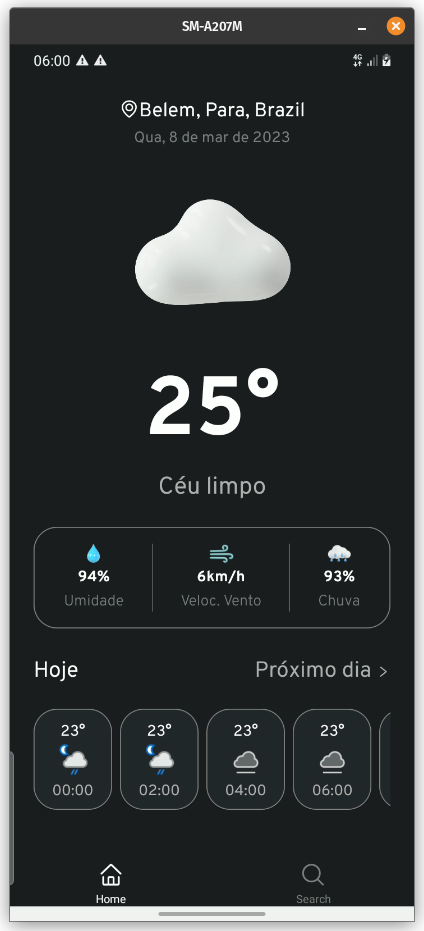 SM-A207M
06:00
4G
Belem, Para, Brazil
Qua, 8 de mar de 2023
25°
Céu limpo
94% 6km/h 93%
Umidade Veloc. Vento Chuva
Hoje Próximo dia >
23° 23° 23° 23°
00:00 02:00 04:00 06:00
Home Search